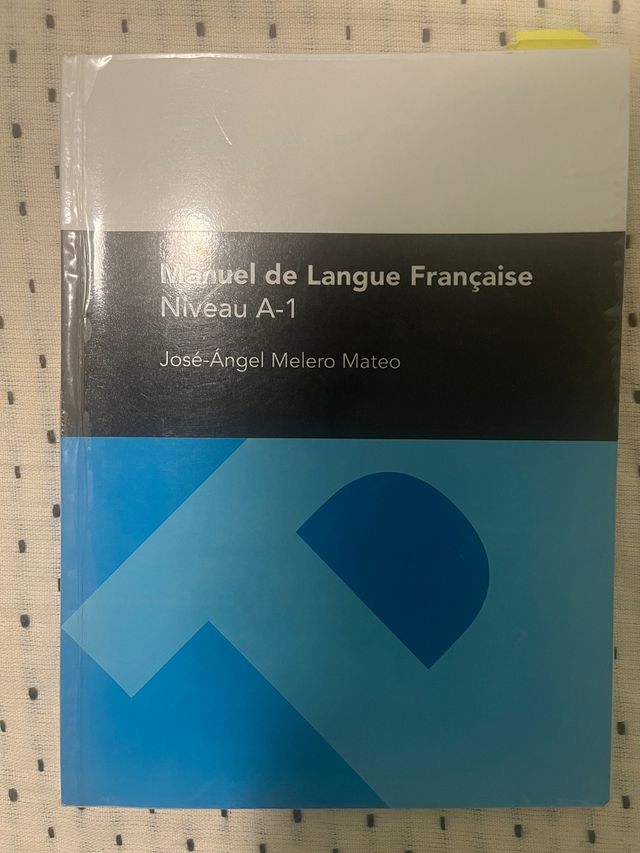 Manuel de Langue Française
Niveau A-1
José-Ángel Melero Mateo